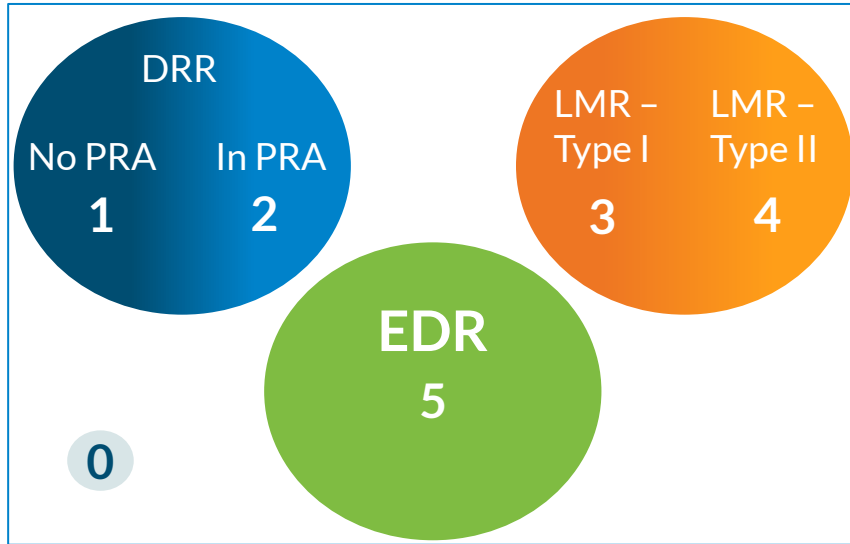 DRR
No PRA
In PRA
1
2
LMR –
Type I
LMR –
Type II
3
4
EDR
5
0